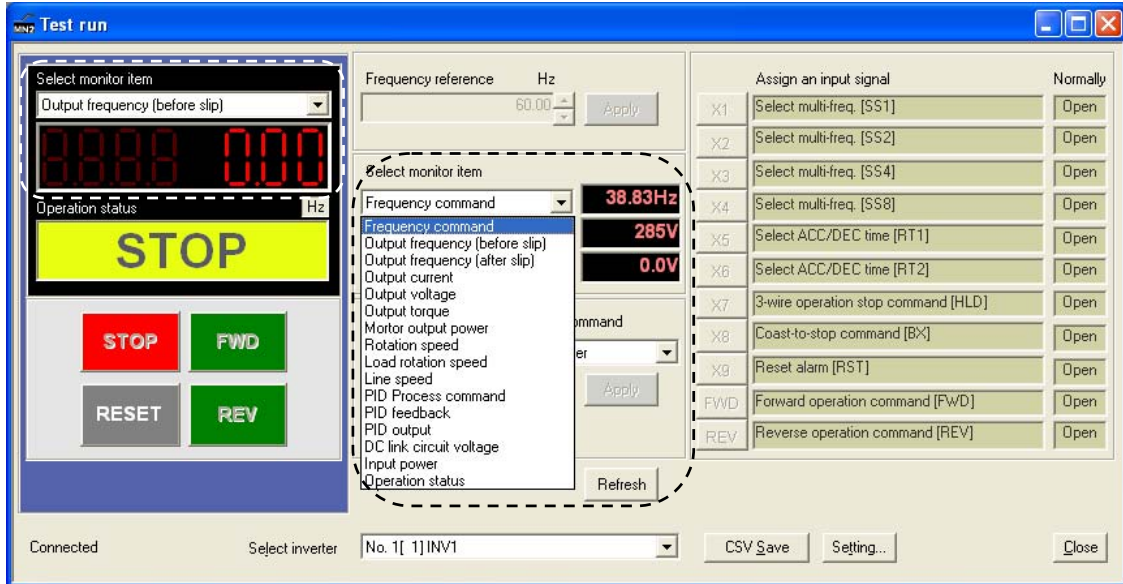 MN2 Test run
Select monitor item
Output frequency (before slip)
0.00
Operation status
Hz
STOP
STOP
FWD
RESET
REV
Frequency reference Hz
60.00
Apply
Select monitor item
Frequency command
38.83Hz
285V
0.0V
Frequency command
Output frequency (before slip)
Output frequency (after slip)
Output current
Output voltage
Output torque
Mortor output power
Rotation speed
Load rotation speed
Line speed
PID Process command
PID feedback
PID output
DC link circuit voltage
Input power
Operation status
ommand
er
Apply
Refresh
Assign an input signal
Normally
X1 Select multi-freq. [SS1] Open
X2 Select multi-freq. [SS2] Open
X3 Select multi-freq. [SS4] Open
X4 Select multi-freq. [SS8] Open
X5 Select ACC/DEC time [RT1] Open
X6 Select ACC/DEC time [RT2] Open
X7 3-wire operation stop command [HLD] Open
X8 Coast-to-stop command [BX] Open
X9 Reset alarm [RST] Open
FWD Forward operation command [FWD] Open
REV Reverse operation command [REV] Open
Connected
Select inverter
No. 1[ 1] INV1
CSV Save
Setting...
Close